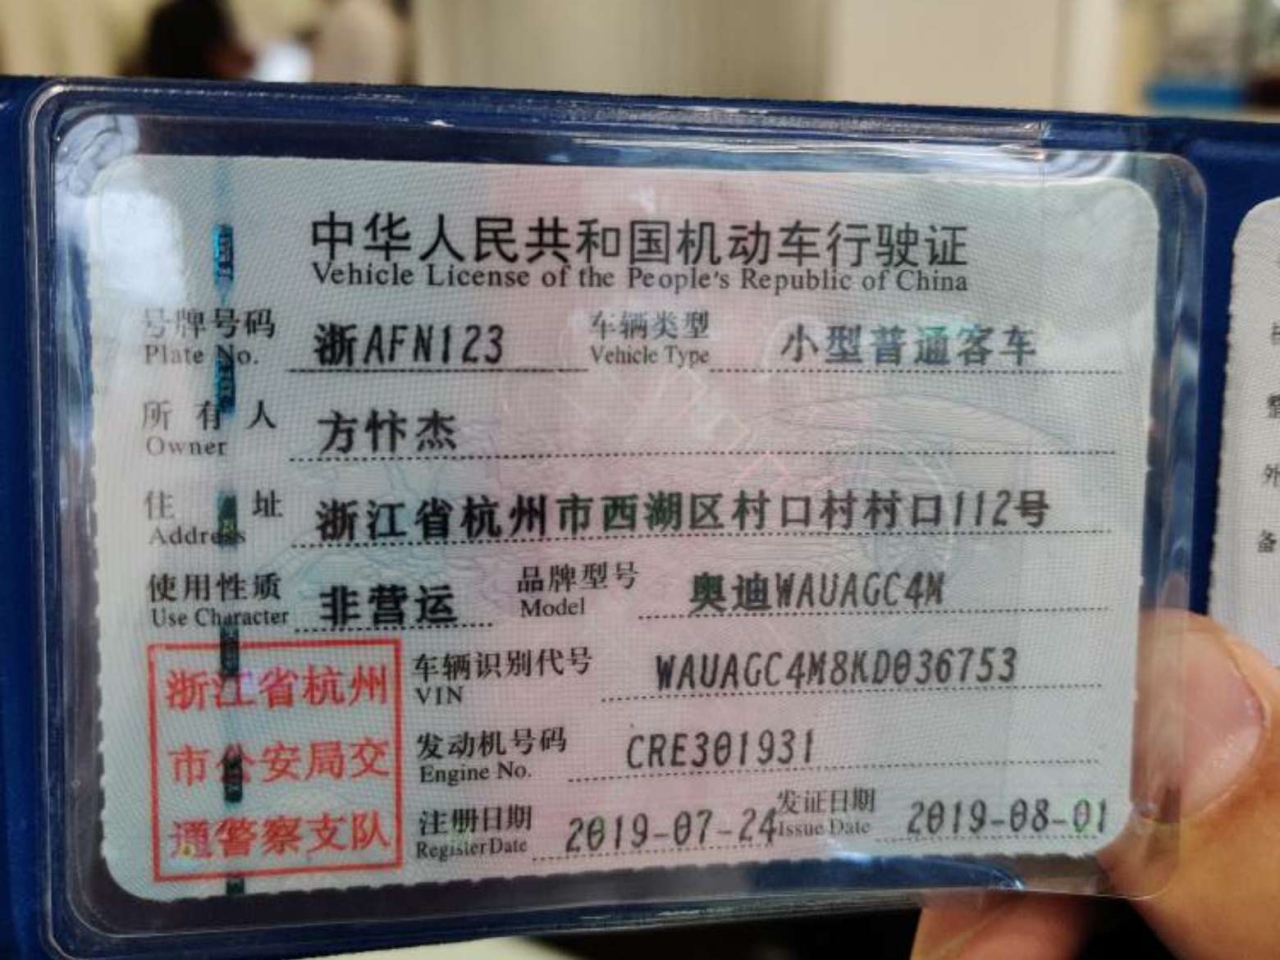 中华人民共和国机动车行驶证
Vehicle License of the People's Republic of China
号牌号码 浙AFN123 车辆类型 小型普通客车
Plate No. Vehicle Type
所有人 方忭杰
Owner
住址 浙江省杭州市西湖区村口村村口112号
Address
使用性质 非营运 品牌型号 奥迪WAUAGC4M
Use Character Model
浙江省杭州
市公安局交
通警察支队
车辆识别代号 WAUAGC4M8KD036753
VIN
发动机号码 CRE301931
Engine No.
注册日期 2019-07-24 发证日期 2019-08-01
Register Date Issue Date
整
外
备